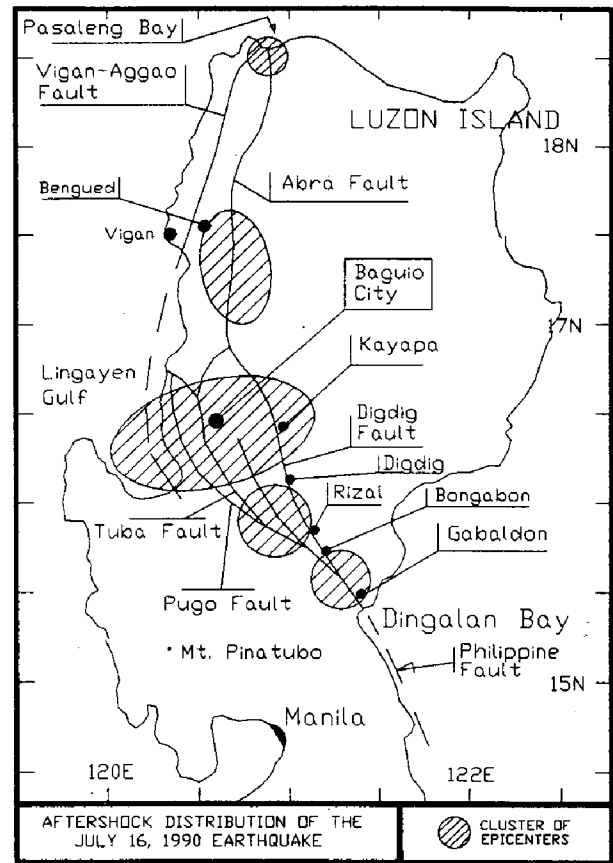 Pasaleng Bay
Vigan-Aggao
Fault
LUZON ISLAND
18N
Abra Fault
Bengued
Vigan
Baguio
City
17N
Kayapa
Lingayen
Gulf
Digdig
Fault
Digdig
Rizal
Bongabon
Tuba Fault
Gabaldon
Pugo Fault
Dingalan Bay
Mt. Pinatubo
Philippine
Fault
15N
Manila
120E
122E
AFTERSHOCK DISTRIBUTION OF THE
JULY 16, 1990 EARTHQUAKE
CLUSTER OF
EPICENTERS